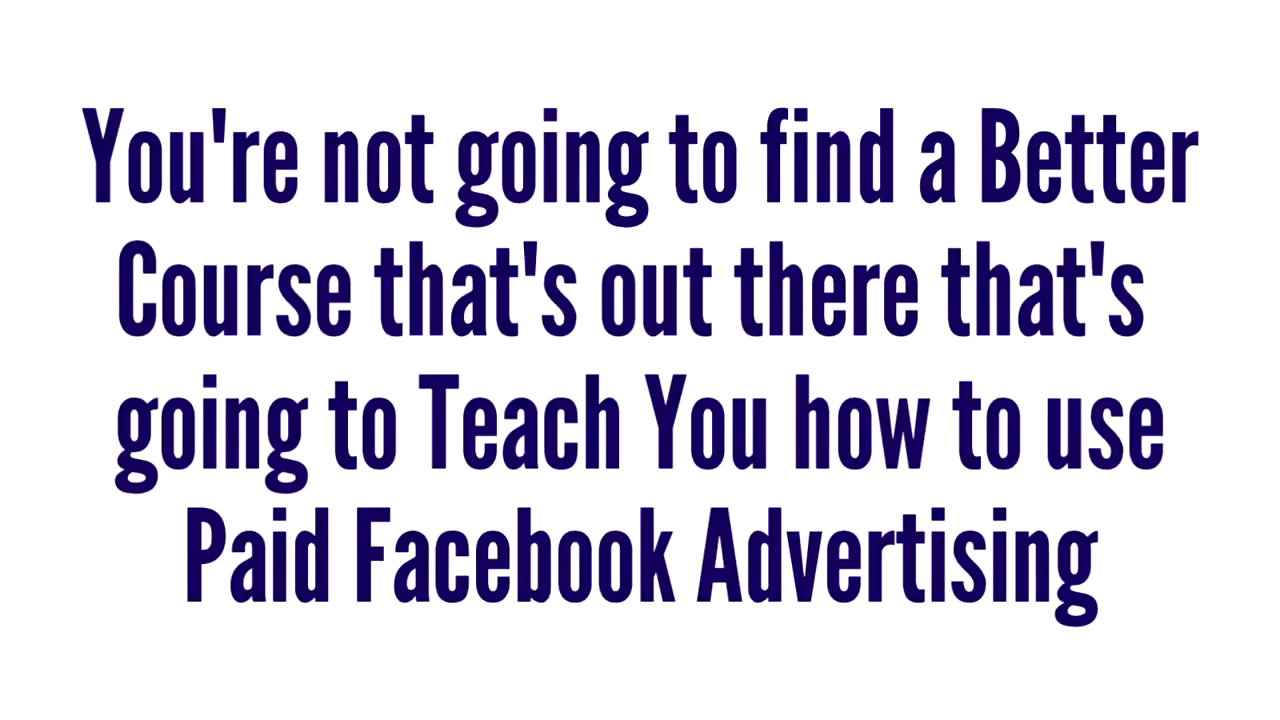 You're not going to find a Better
Course that's out there that's
going to Teach You how to use
Paid Facebook Advertising